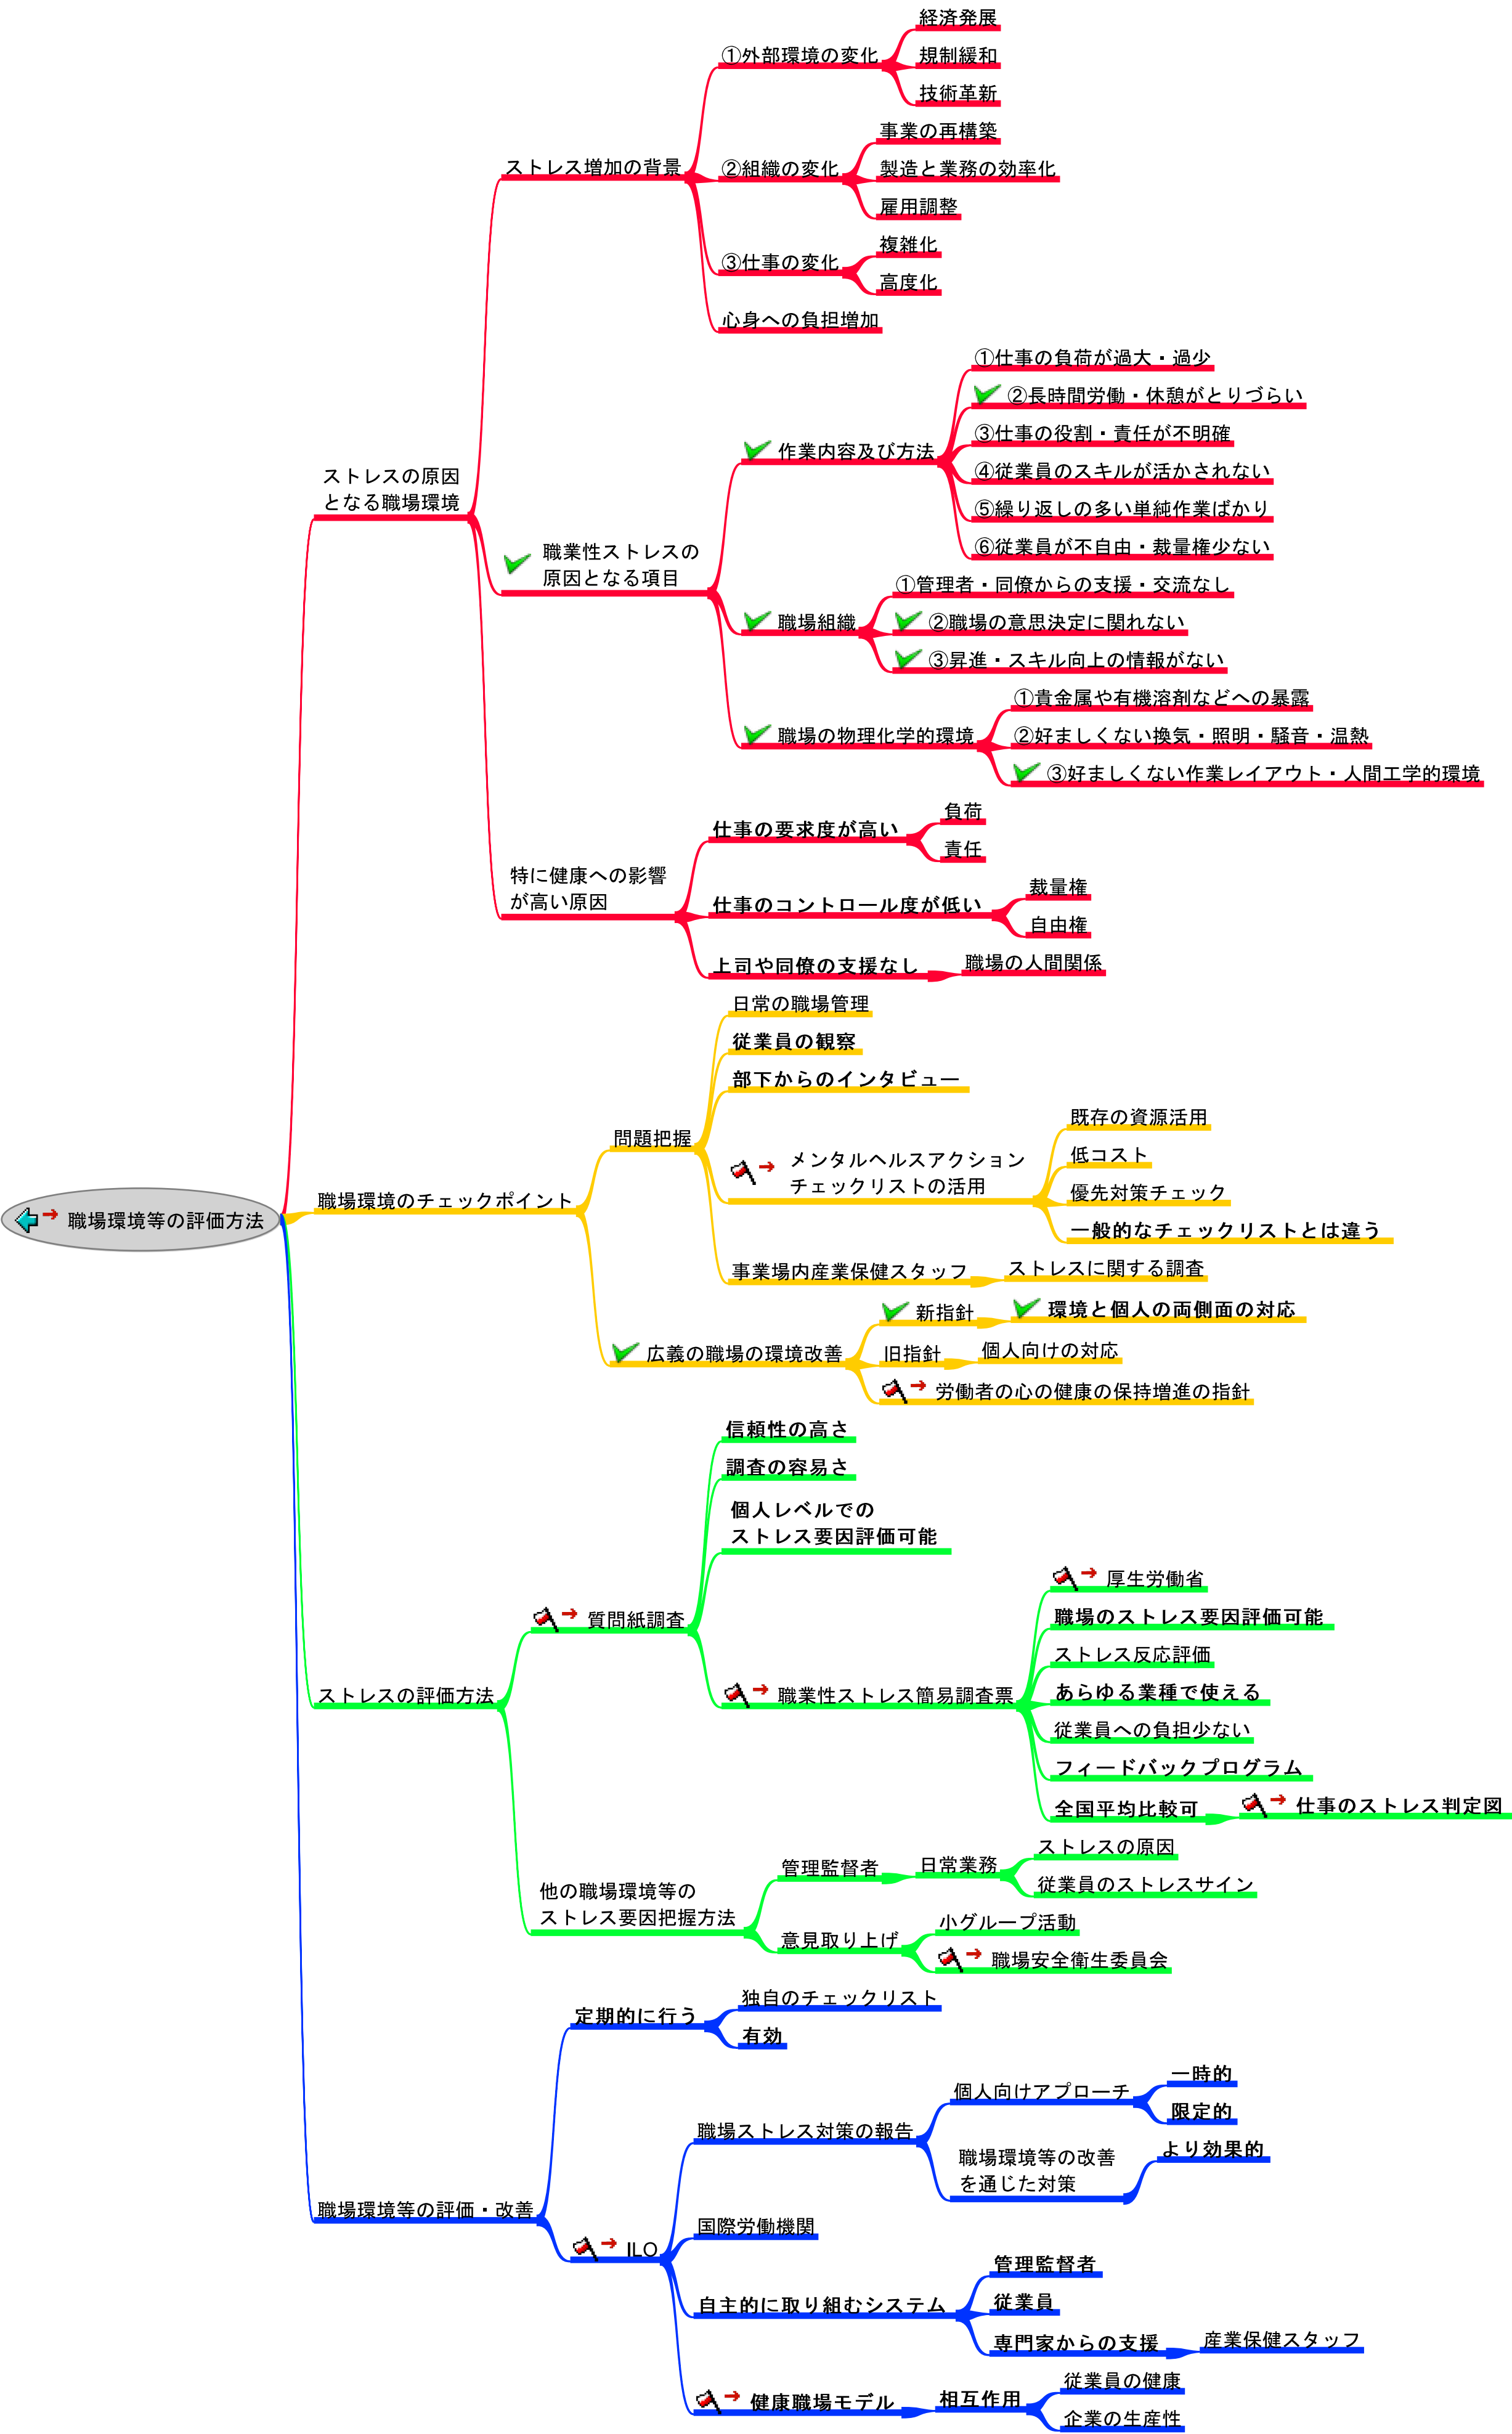 経済発展
①外部環境の変化
規制緩和
技術革新
事業の再構築
ストレス増加の背景
②組織の変化
製造と業務の効率化
雇用調整
複雑化
③仕事の変化
高度化
心身への負担増加
①仕事の負荷が過大・過少
②長時間労働・休憩がとりづらい
作業内容及び方法
③仕事の役割・責任が不明確
ストレスの原因
となる職場環境
④従業員のスキルが活かされない
⑤繰り返しの多い単純作業ばかり
⑥従業員が不自由・裁量権少ない
職業性ストレスの
原因となる項目
①管理者・同僚からの支援・交流なし
職場組織
②職場の意思決定に関れない
③昇進・スキル向上の情報がない
①貴金属や有機溶剤などへの暴露
職場の物理化学的環境
②好ましくない換気・照明・騒音・温熱
③好ましくない作業レイアウト・人間工学的環境
負荷
仕事の要求度が高い
責任
特に健康への影響
が高い原因
裁量権
仕事のコントロール度が低い
自由権
上司や同僚の支援なし
職場の人間関係
日常の職場管理
従業員の観察
部下からのインタビュー
問題把握
既存の資源活用
メンタルヘルスアクション
チェックリストの活用
低コスト
優先対策チェック
一般的なチェックリストとは違う
職場環境のチェックポイント
職場環境等の評価方法
事業場内産業保健スタッフ
ストレスに関する調査
新指針
環境と個人の両側面の対応
広義の職場の環境改善
旧指針
個人向けの対応
労働者の心の健康の保持増進の指針
信頼性の高さ
調査の容易さ
個人レベルでの
ストレス要因評価可能
質問紙調査
厚生労働省
職場のストレス要因評価可能
ストレス反応評価
職業性ストレス簡易調査票
あらゆる業種で使える
従業員への負担少ない
フィードバックプログラム
全国平均比較可
仕事のストレス判定図
ストレスの評価方法
管理監督者
日常業務
ストレスの原因
従業員のストレスサイン
他の職場環境等の
ストレス要因把握方法
小グループ活動
意見取り上げ
職場安全衛生委員会
独自のチェックリスト
定期的に行う
有効
一時的
個人向けアプローチ
限定的
職場ストレス対策の報告
職場環境等の改善
を通じた対策
より効果的
職場環境等の評価・改善
国際労働機関
ILO
管理監督者
自主的に取り組むシステム
従業員
専門家からの支援
産業保健スタッフ
従業員の健康
健康職場モデル
相互作用
企業の生産性